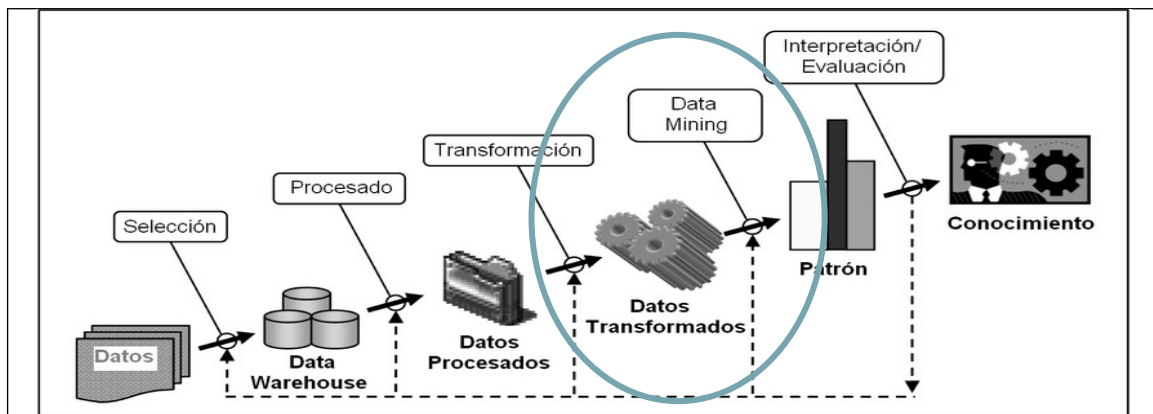 Interpretación/
Evaluación
Data
Mining
Transformación
Procesado
Selección
Datos
Data
Warehouse
Datos
Procesados
Datos
Transformados
Patrón
Conocimiento